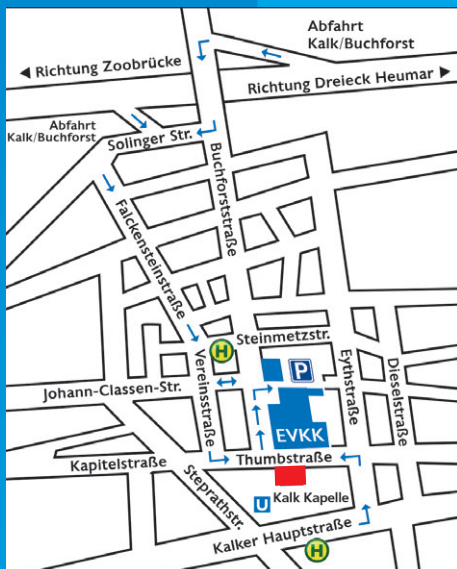 Abfahrt
Kalk/Buchforst
Richtung Zoobrücke
Richtung Dreieck Heumar
Abfahrt
Kalk/Buchforst
Solinger Str.
Buchforststraße
Falckensteinstraße
H
Steinmetzstr.
P
Vereinsstraße
Eythstraße
Dieselstraße
Johann-Classen-Str.
EVKK
Kapitelstraße
Thumbstraße
Steprathstr.
U
Kalk Kapelle
Kalker Hauptstraße
H